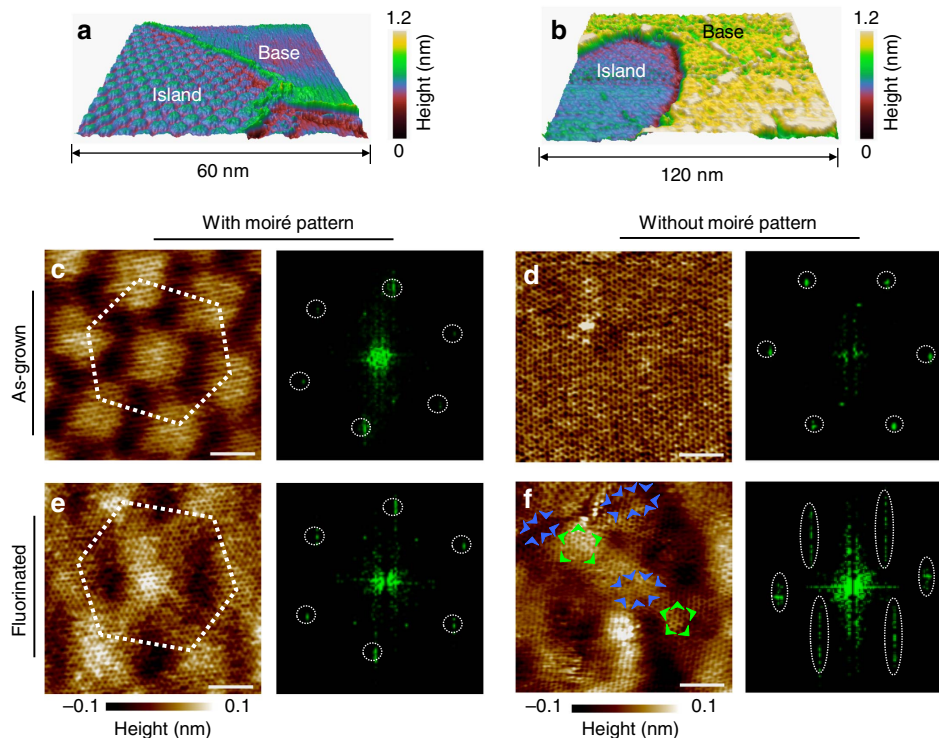 a
Island
Base
1.2
Height (nm)
0
60 nm
b
Island
Base
1.2
Height (nm)
0
120 nm
With moiré pattern
Without moiré pattern
As-grown
c
d
Fluorinated
e
f
–0.1
0.1
Height (nm)
–0.1
0.1
Height (nm)